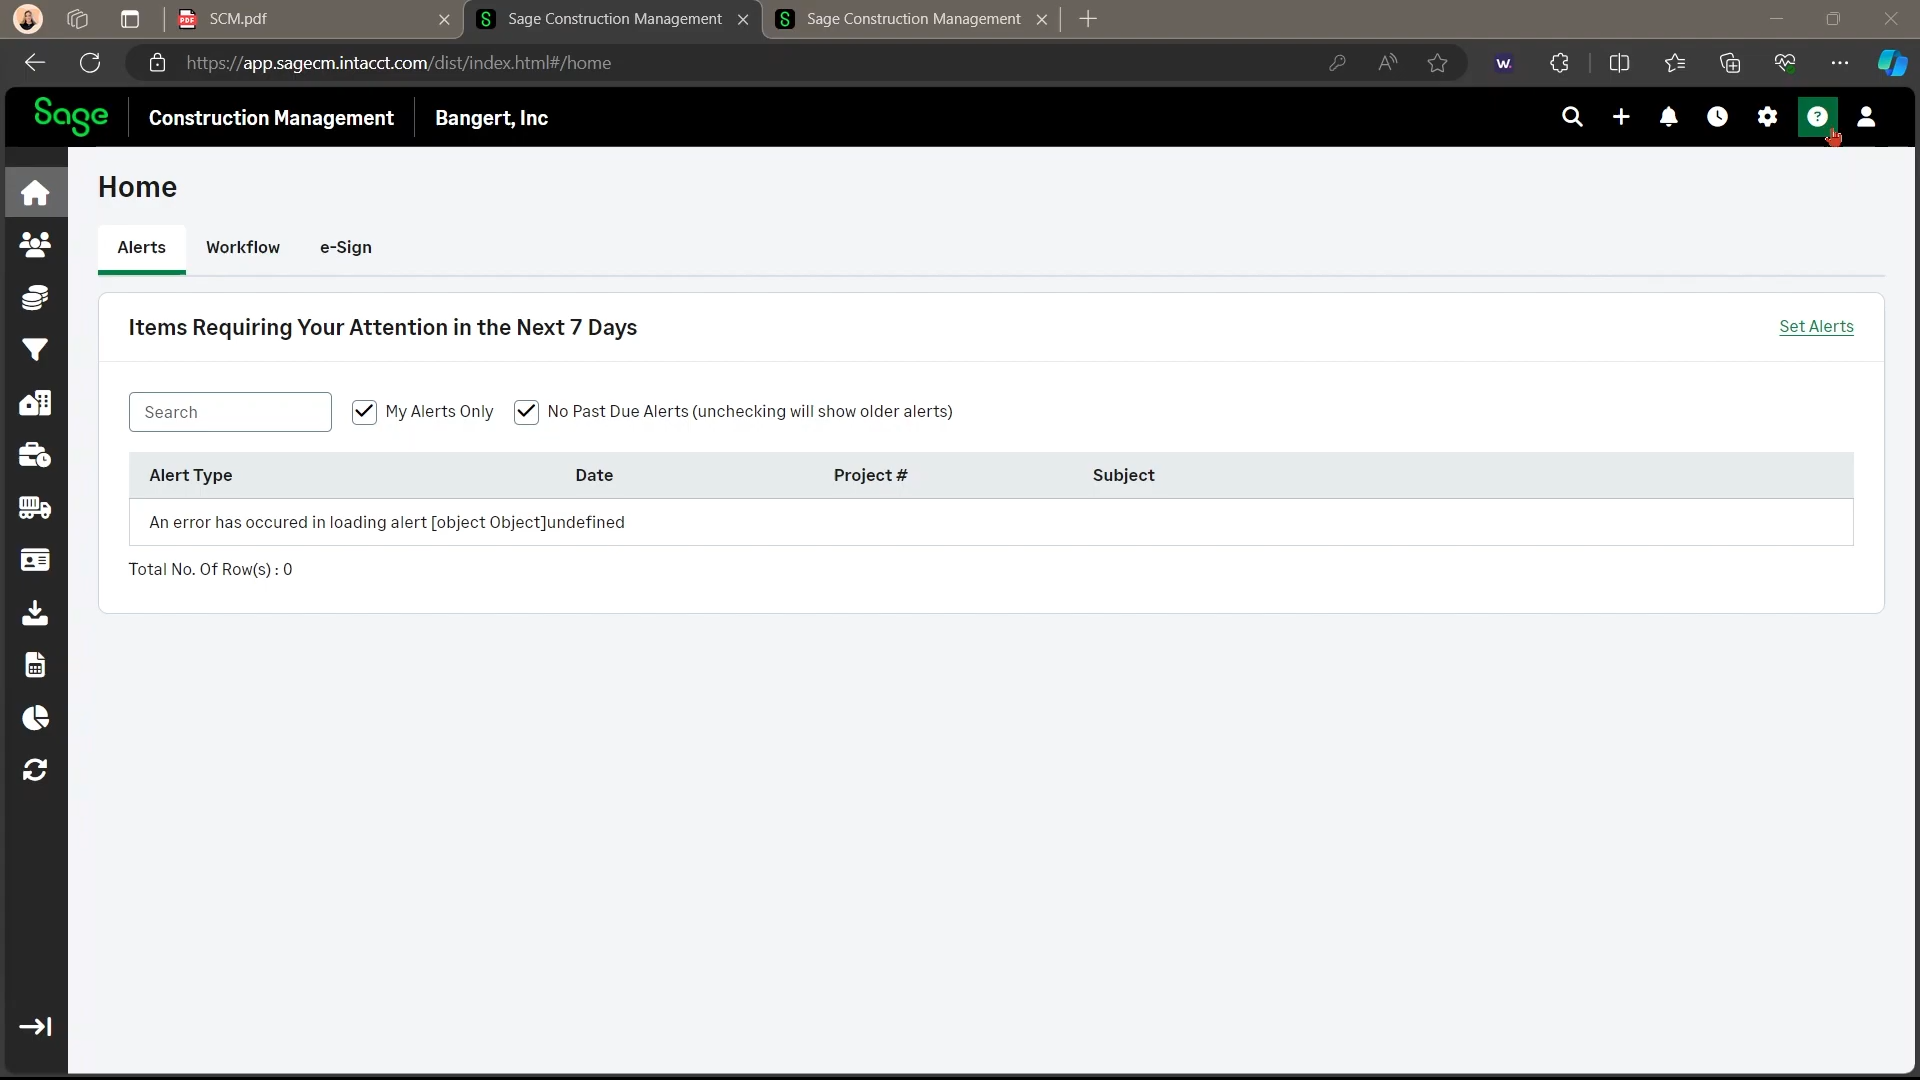 SCM.pdf
Sage Construction Management
Sage Construction Management
https://app.sagecm.intacct.com/dist/index.html#/home
Sage
Construction Management
Bangert, Inc
Home
Alerts
Workflow
e-Sign
Items Requiring Your Attention in the Next 7 Days
Set Alerts
Search
My Alerts Only
No Past Due Alerts (unchecking will show older alerts)
Alert Type
Date
Project #
Subject
An error has occured in loading alert [object Object]undefined
Total No. Of Row(s) : 0